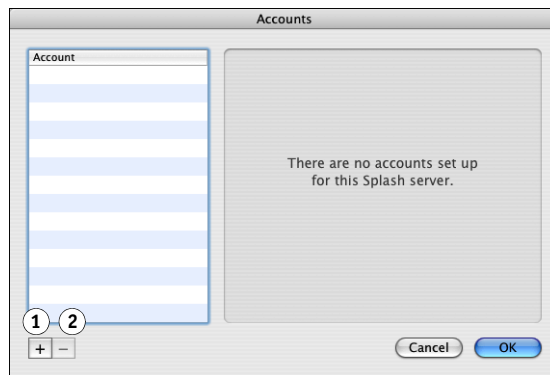 Accounts
Account
There are no accounts set up
for this Splash server.
1 2
+ −
Cancel OK